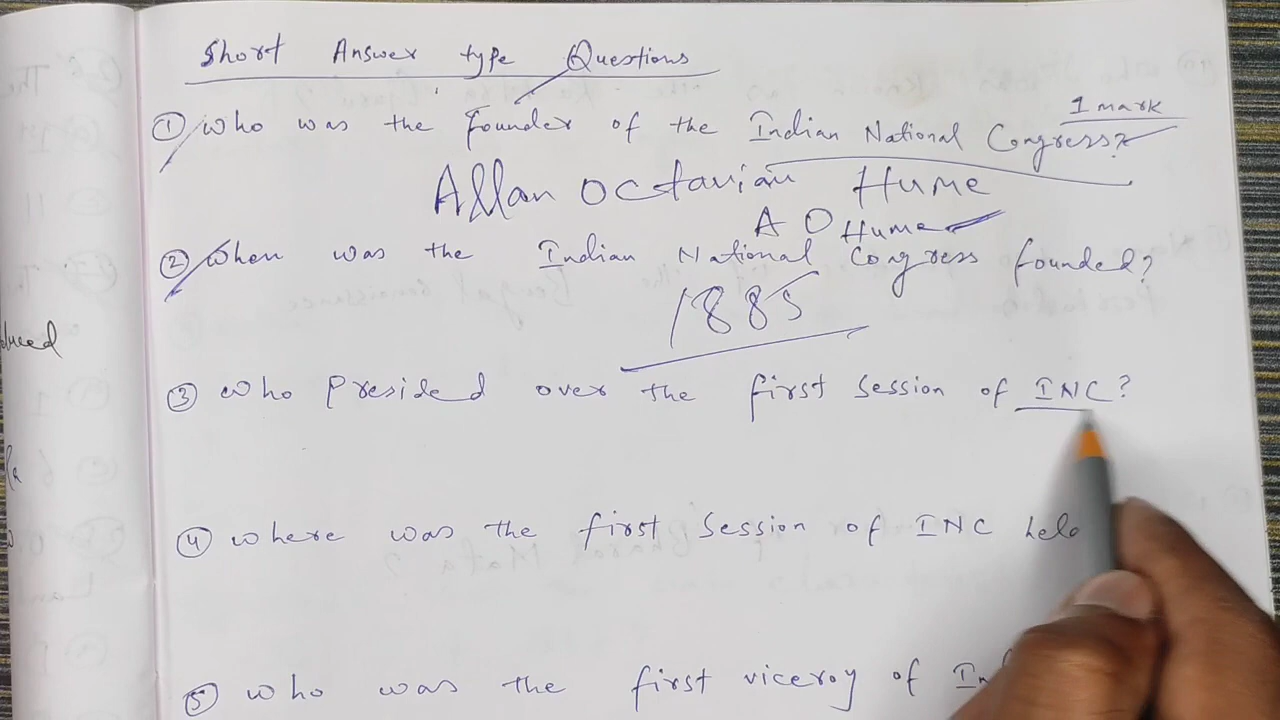 Short Answer type Questions
1 mark
① Who was the founder of the Indian National Congress?
Allan Octavian Hume
A O Hume
② When was the Indian National Congress founded?
1885
③ Who Presided over the first session of INC?
④ Where was the first session of INC
⑤ Who was the first viceroy of